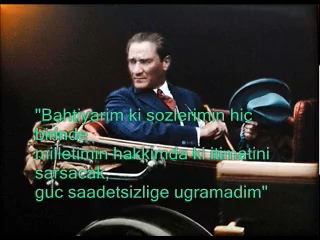 "Bahtiyarim ki sozlerimin hic
birinde,
milletimin hakkimda ki itimatini
sarsacak,
guc saadetsizlige ugramadim"